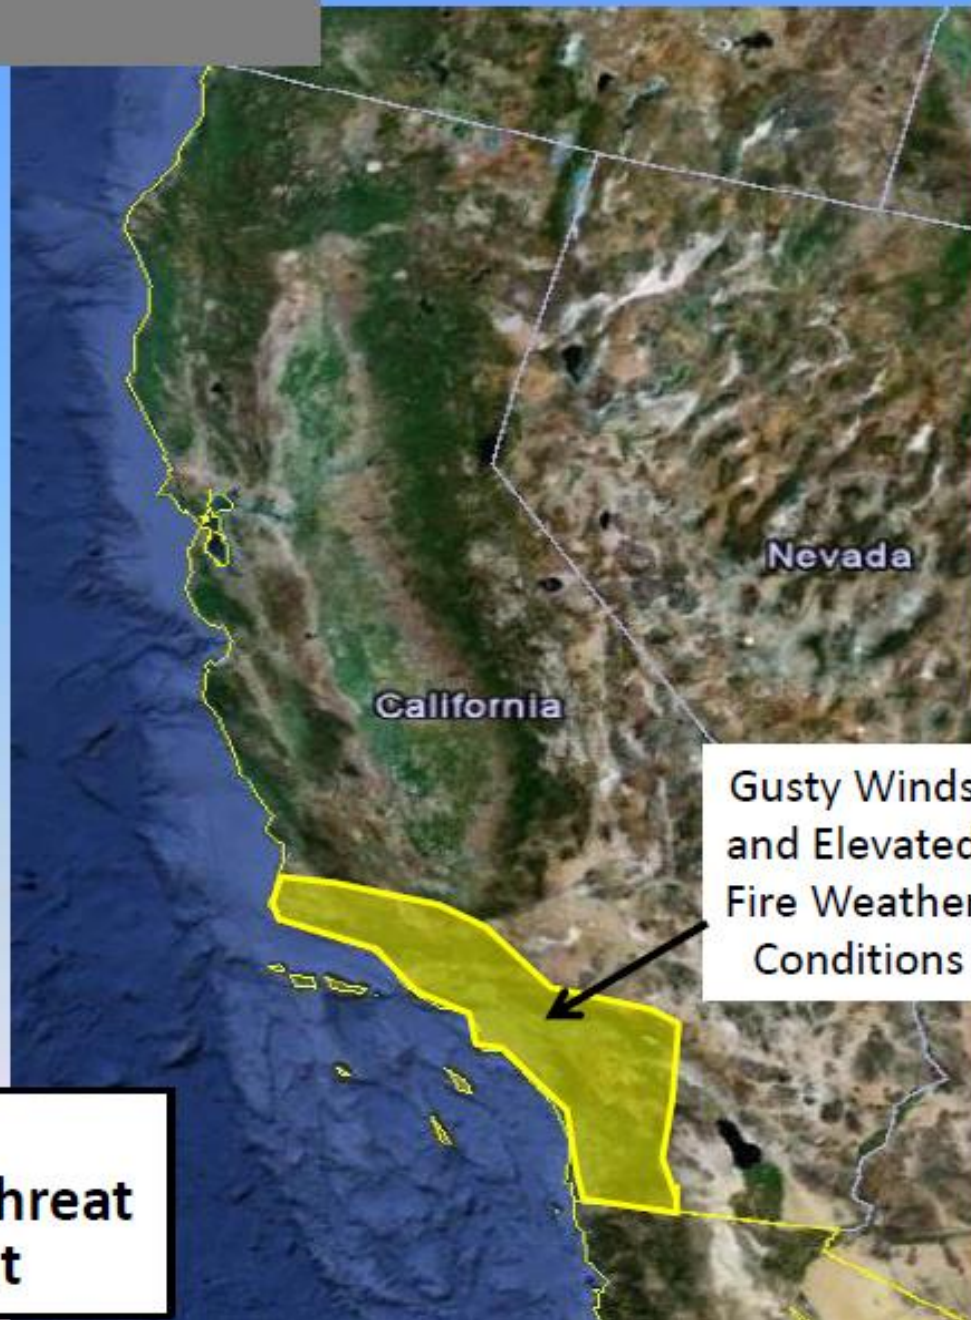 Nevada
California
Gusty Winds
and Elevated
Fire Weather
Conditions
hreat
t